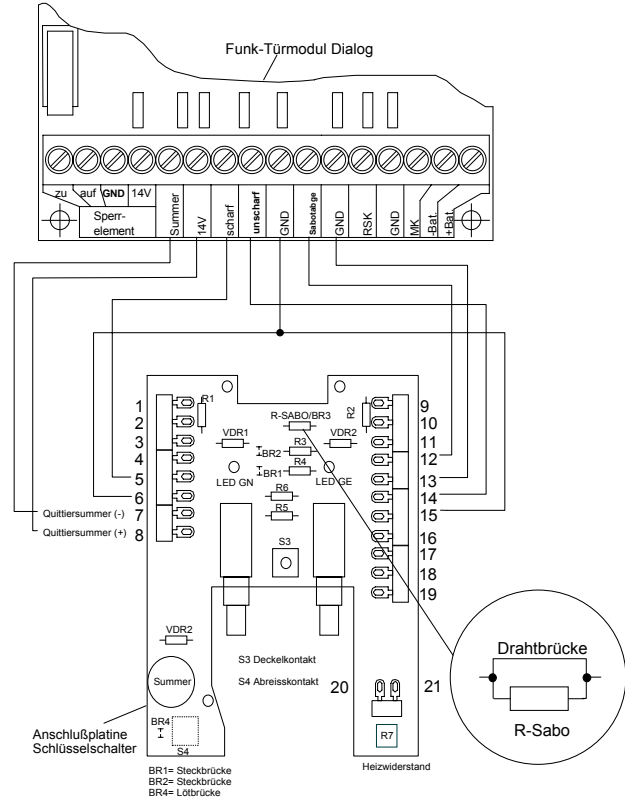 Funk-Türmodul Dialog
zu auf GND 14V Summer 14V scharf unscharf GND Sabotabge GND RSK GND MK -Bat. +Bat.
Sperr-
element
1
2
3
4
5
6
7
8
R1
R-SABO/BR3
R2
VDR1
VDR2
R3
BR2
R4
BR1
LED GN
LED GE
R6
R5
S3
9
10
11
12
13
14
15
16
17
18
19
Quittiersummer (-)
Quittiersummer (+)
VDR2
Summer
S3 Deckelkontakt
S4 Abreisskontakt
20
21
BR4
S4
R7
Anschlußplatine
Schlüsselschalter
Heizwiderstand
BR1= Steckbrücke
BR2= Steckbrücke
BR4= Lötbrücke
Drahtbrücke
R-Sabo